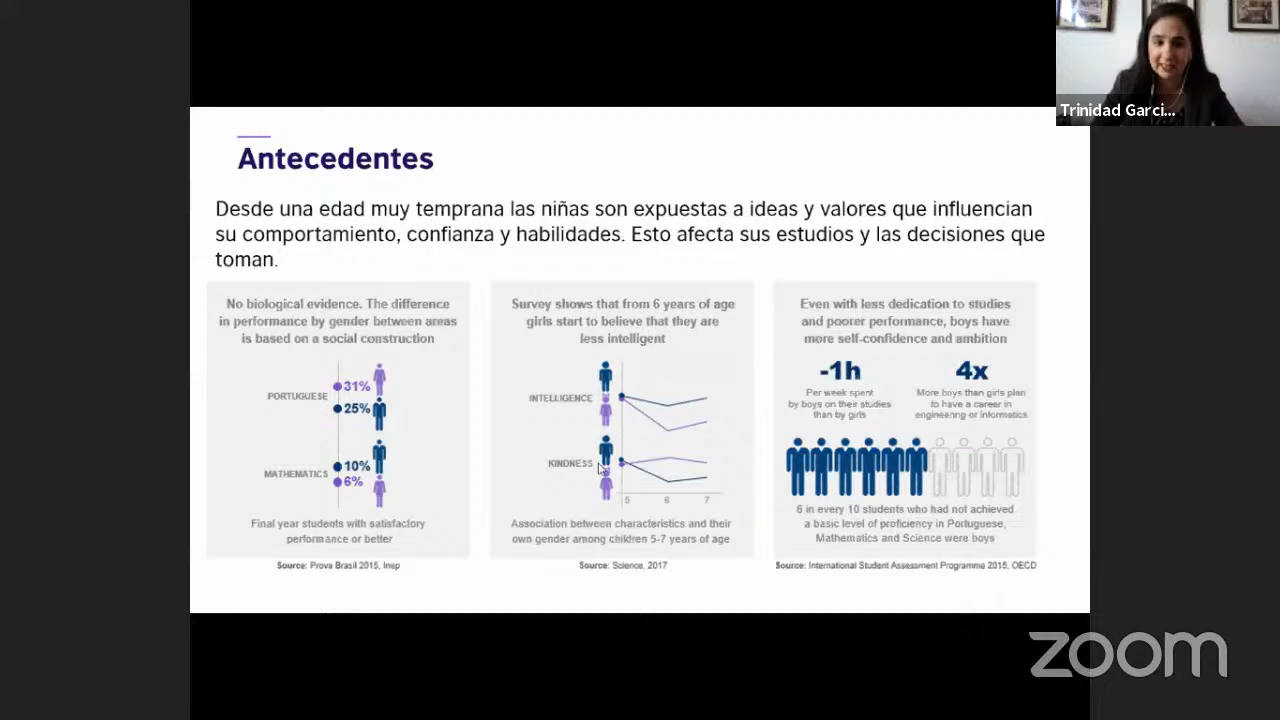 Trinidad Garci...
Antecedentes
Desde una edad muy temprana las niñas son expuestas a ideas y valores que influencian
su comportamiento, confianza y habilidades. Esto afecta sus estudios y las decisiones que
toman.
No biological evidence. The difference
in performance by gender between areas
is based on a social construction
PORTUGUESE
31%
25%
MATHEMATICS
10%
6%
Final year students with satisfactory
performance or better
Source: Prova Brasil 2015, Inep
Survey shows that from 6 years of age
girls start to believe that they are
less intelligent
INTELLIGENCE
KINDNESS
5 6 7
Association between characteristics and their
own gender among children 5-7 years of age
Source: Science, 2017
Even with less dedication to studies
and poorer performance, boys have
more self-confidence and ambition
-1h
Per week spent
by boys on their studies
than by girls
4x
More boys than girls plan
to have a career in
engineering or informatics
6 in every 10 students who had not achieved
a basic level of proficiency in Portuguese,
Mathematics and Science were boys
Source: International Student Assessment Programme 2015, OECD
zoom